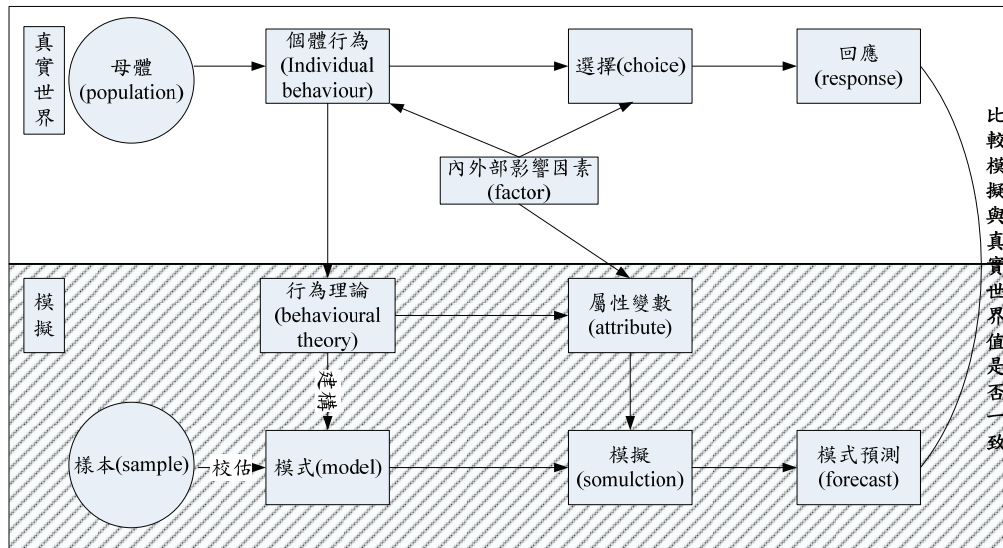 真實世界
母體
(population)
個體行為
(Individual
behaviour)
選擇(choice)
回應
(response)
內外部影響因素
(factor)
比較模擬與真實世界值是否一致
模擬
行為理論
(behavioural
theory)
屬性變數
(attribute)
建構
樣本(sample)
校估
模式(model)
模擬
(somulction)
模式預測
(forecast)